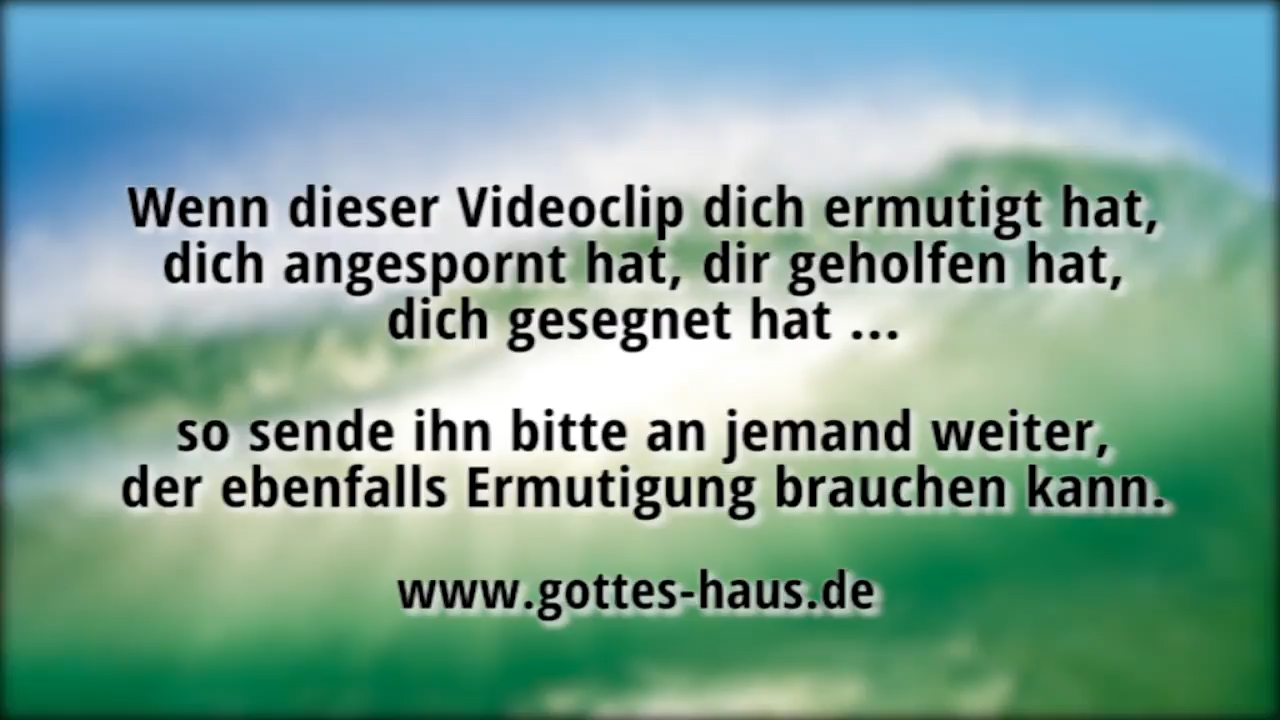 Wenn dieser Videoclip dich ermutigt hat,
dich angespornt hat, dir geholfen hat,
dich gesegnet hat ...
so sende ihn bitte an jemand weiter,
der ebenfalls Ermutigung brauchen kann.
www.gottes-haus.de